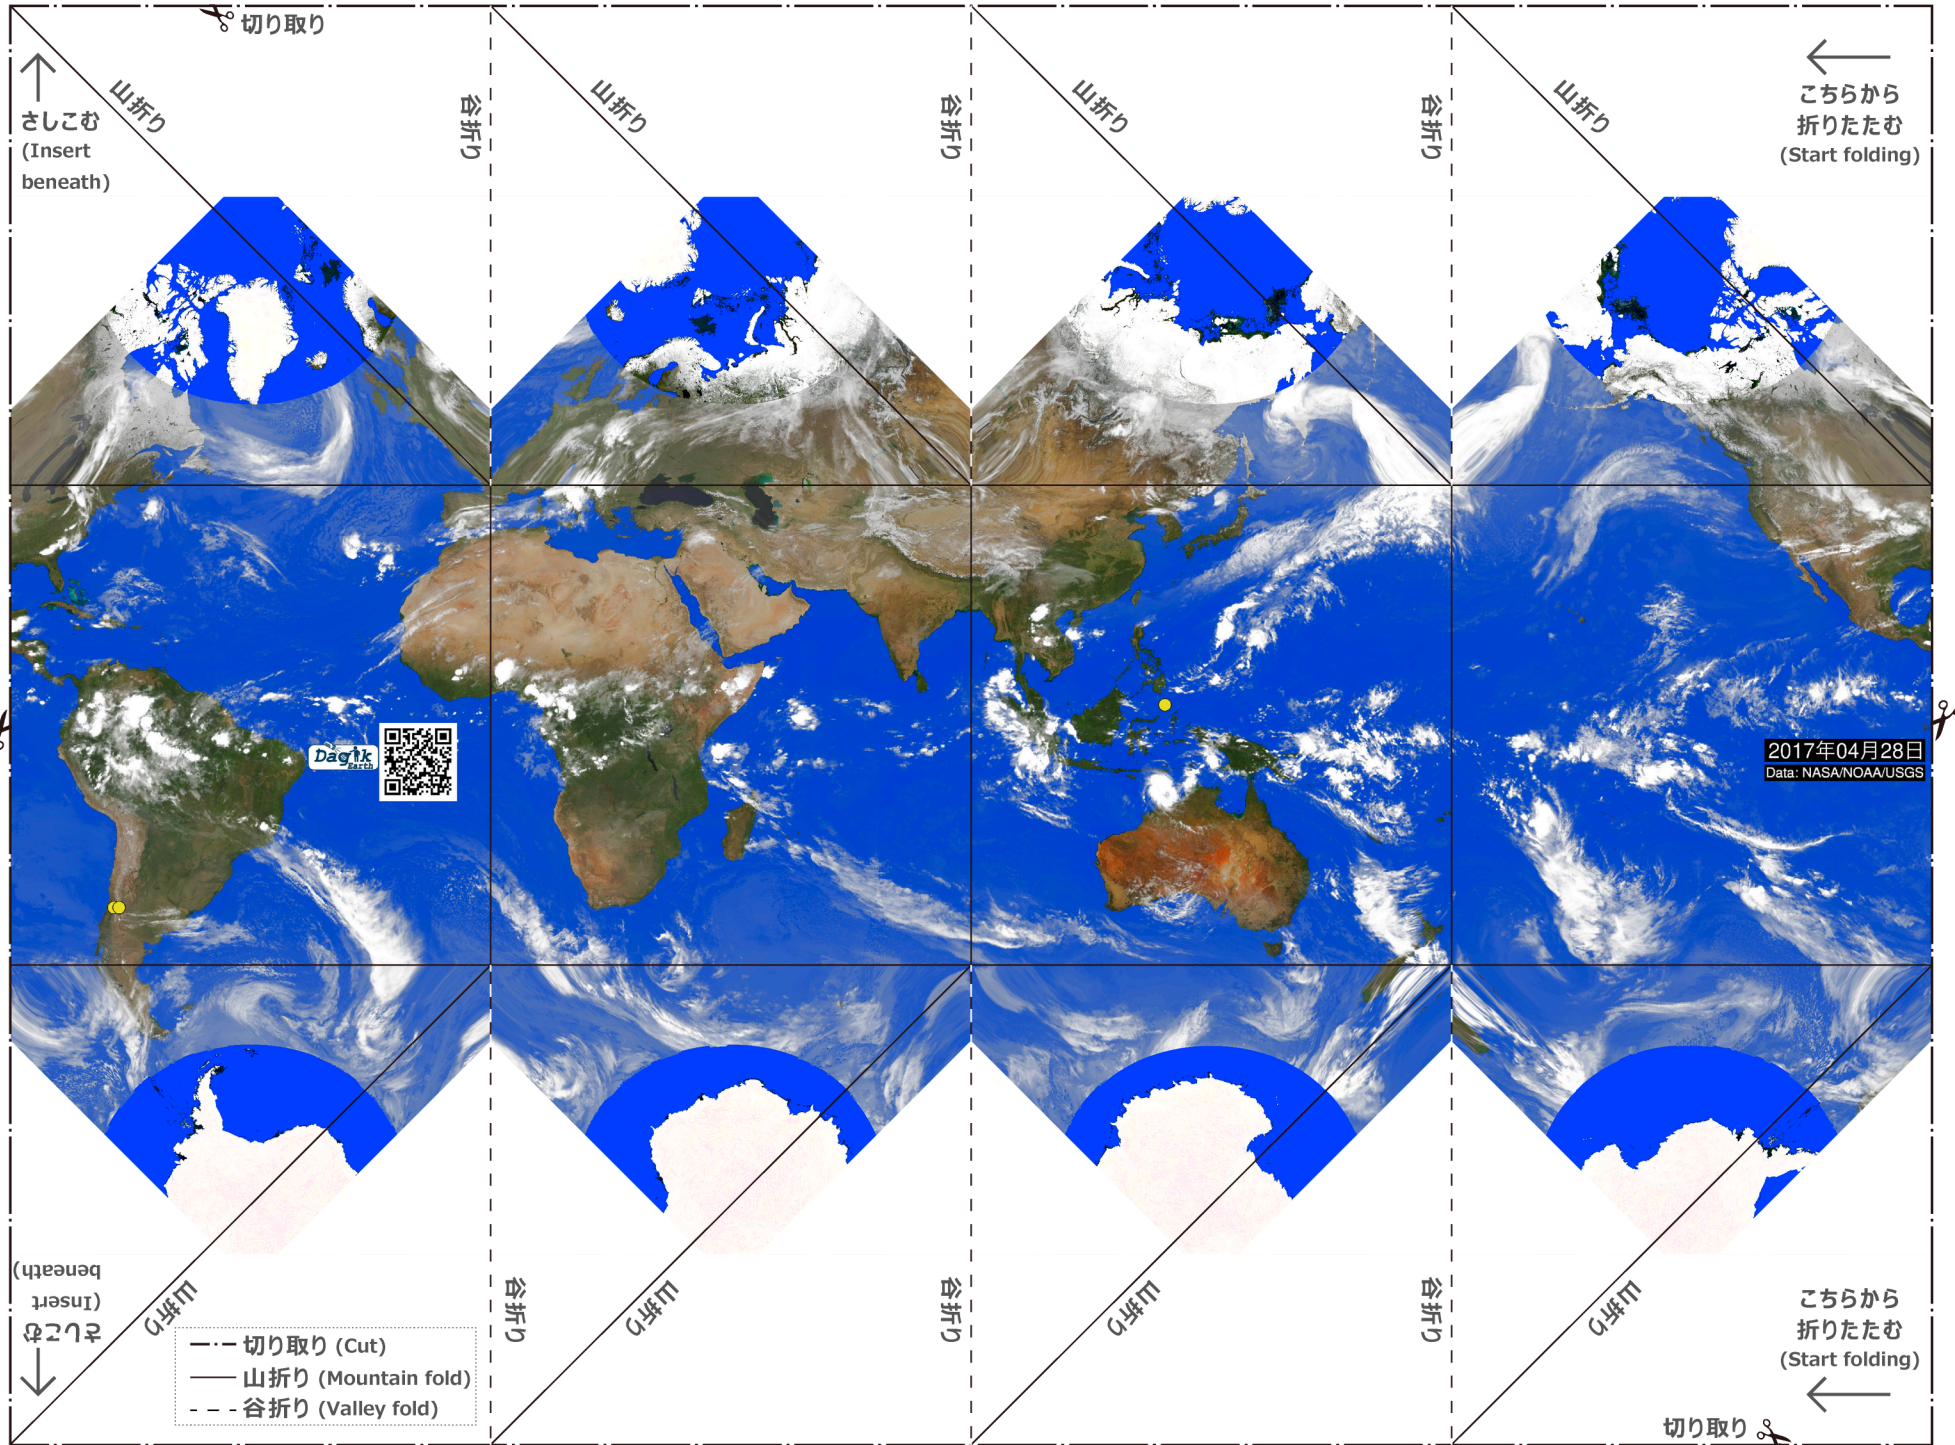 切り取り
さしこむ
(Insert
beneath)
山折り
谷折り
山折り
谷折り
山折り
谷折り
山折り
こちらから
折りたたむ
(Start folding)
Dagik
Earth
2017年04月28日
Data: NASA/NOAA/USGS
さしこむ
(Insert
beneath)
山折り
谷折り
山折り
谷折り
山折り
谷折り
山折り
こちらから
折りたたむ
(Start folding)
切り取り (Cut)
山折り (Mountain fold)
谷折り (Valley fold)
切り取り